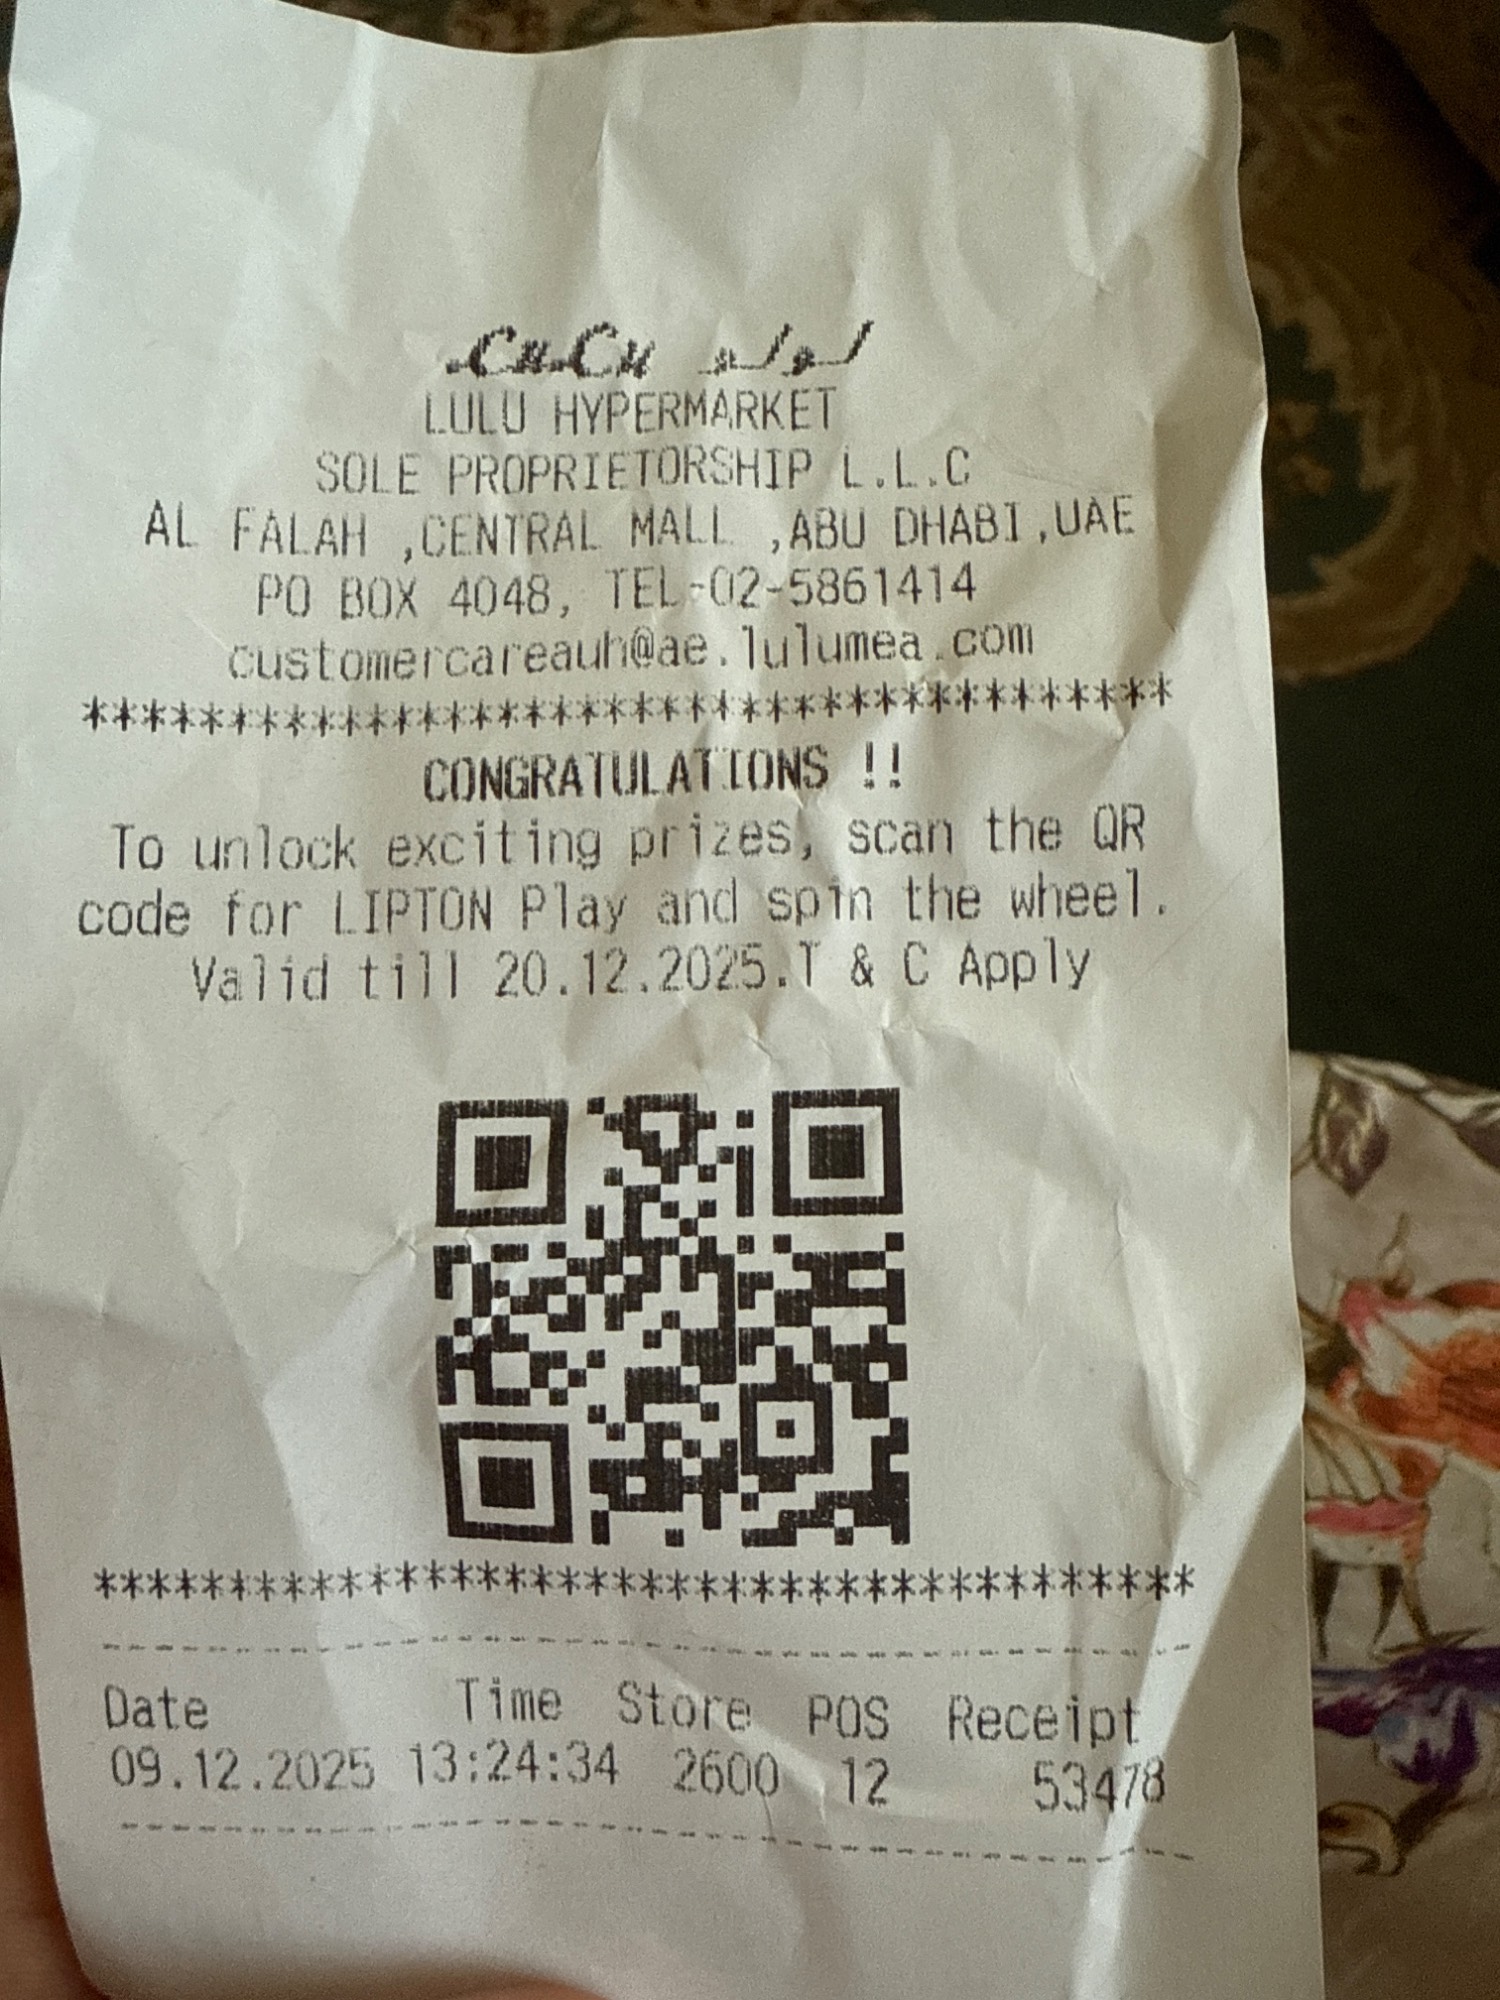 LuLu لولو
LULU HYPERMARKET
SOLE PROPRIETORSHIP L.L.C
AL FALAH ,CENTRAL MALL ,ABU DHABI,UAE
PO BOX 4048, TEL-02-5861414
customercareauh@ae.lulumea.com
****************************************
CONGRATULATIONS !!
To unlock exciting prizes, scan the QR
code for LIPTON Play and spin the wheel.
Valid till 20.12.2025.T & C Apply
****************************************
----------------------------------------
Date Time Store POS Receipt
09.12.2025 13:24:34 2600 12 53478
----------------------------------------